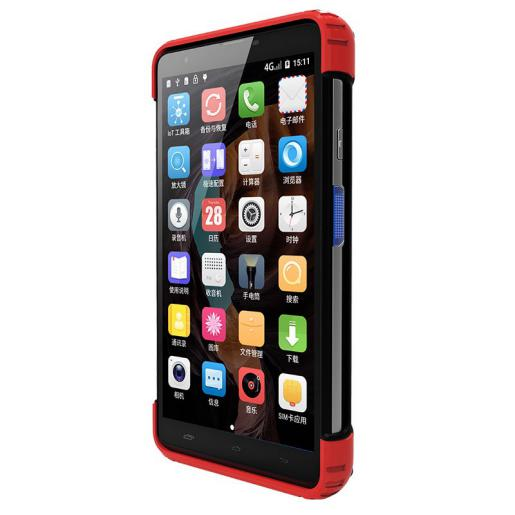 4G 15:11
IoT工具箱 备份与恢复 电话 电子邮件
放大镜 极速配置 计算器 浏览器
THURS
28
录音机 日历 设置 时钟
使用说明 收音机 手电筒 搜索
通讯录 图库 文件管理 下载
相机 信息 音乐 SIM卡应用